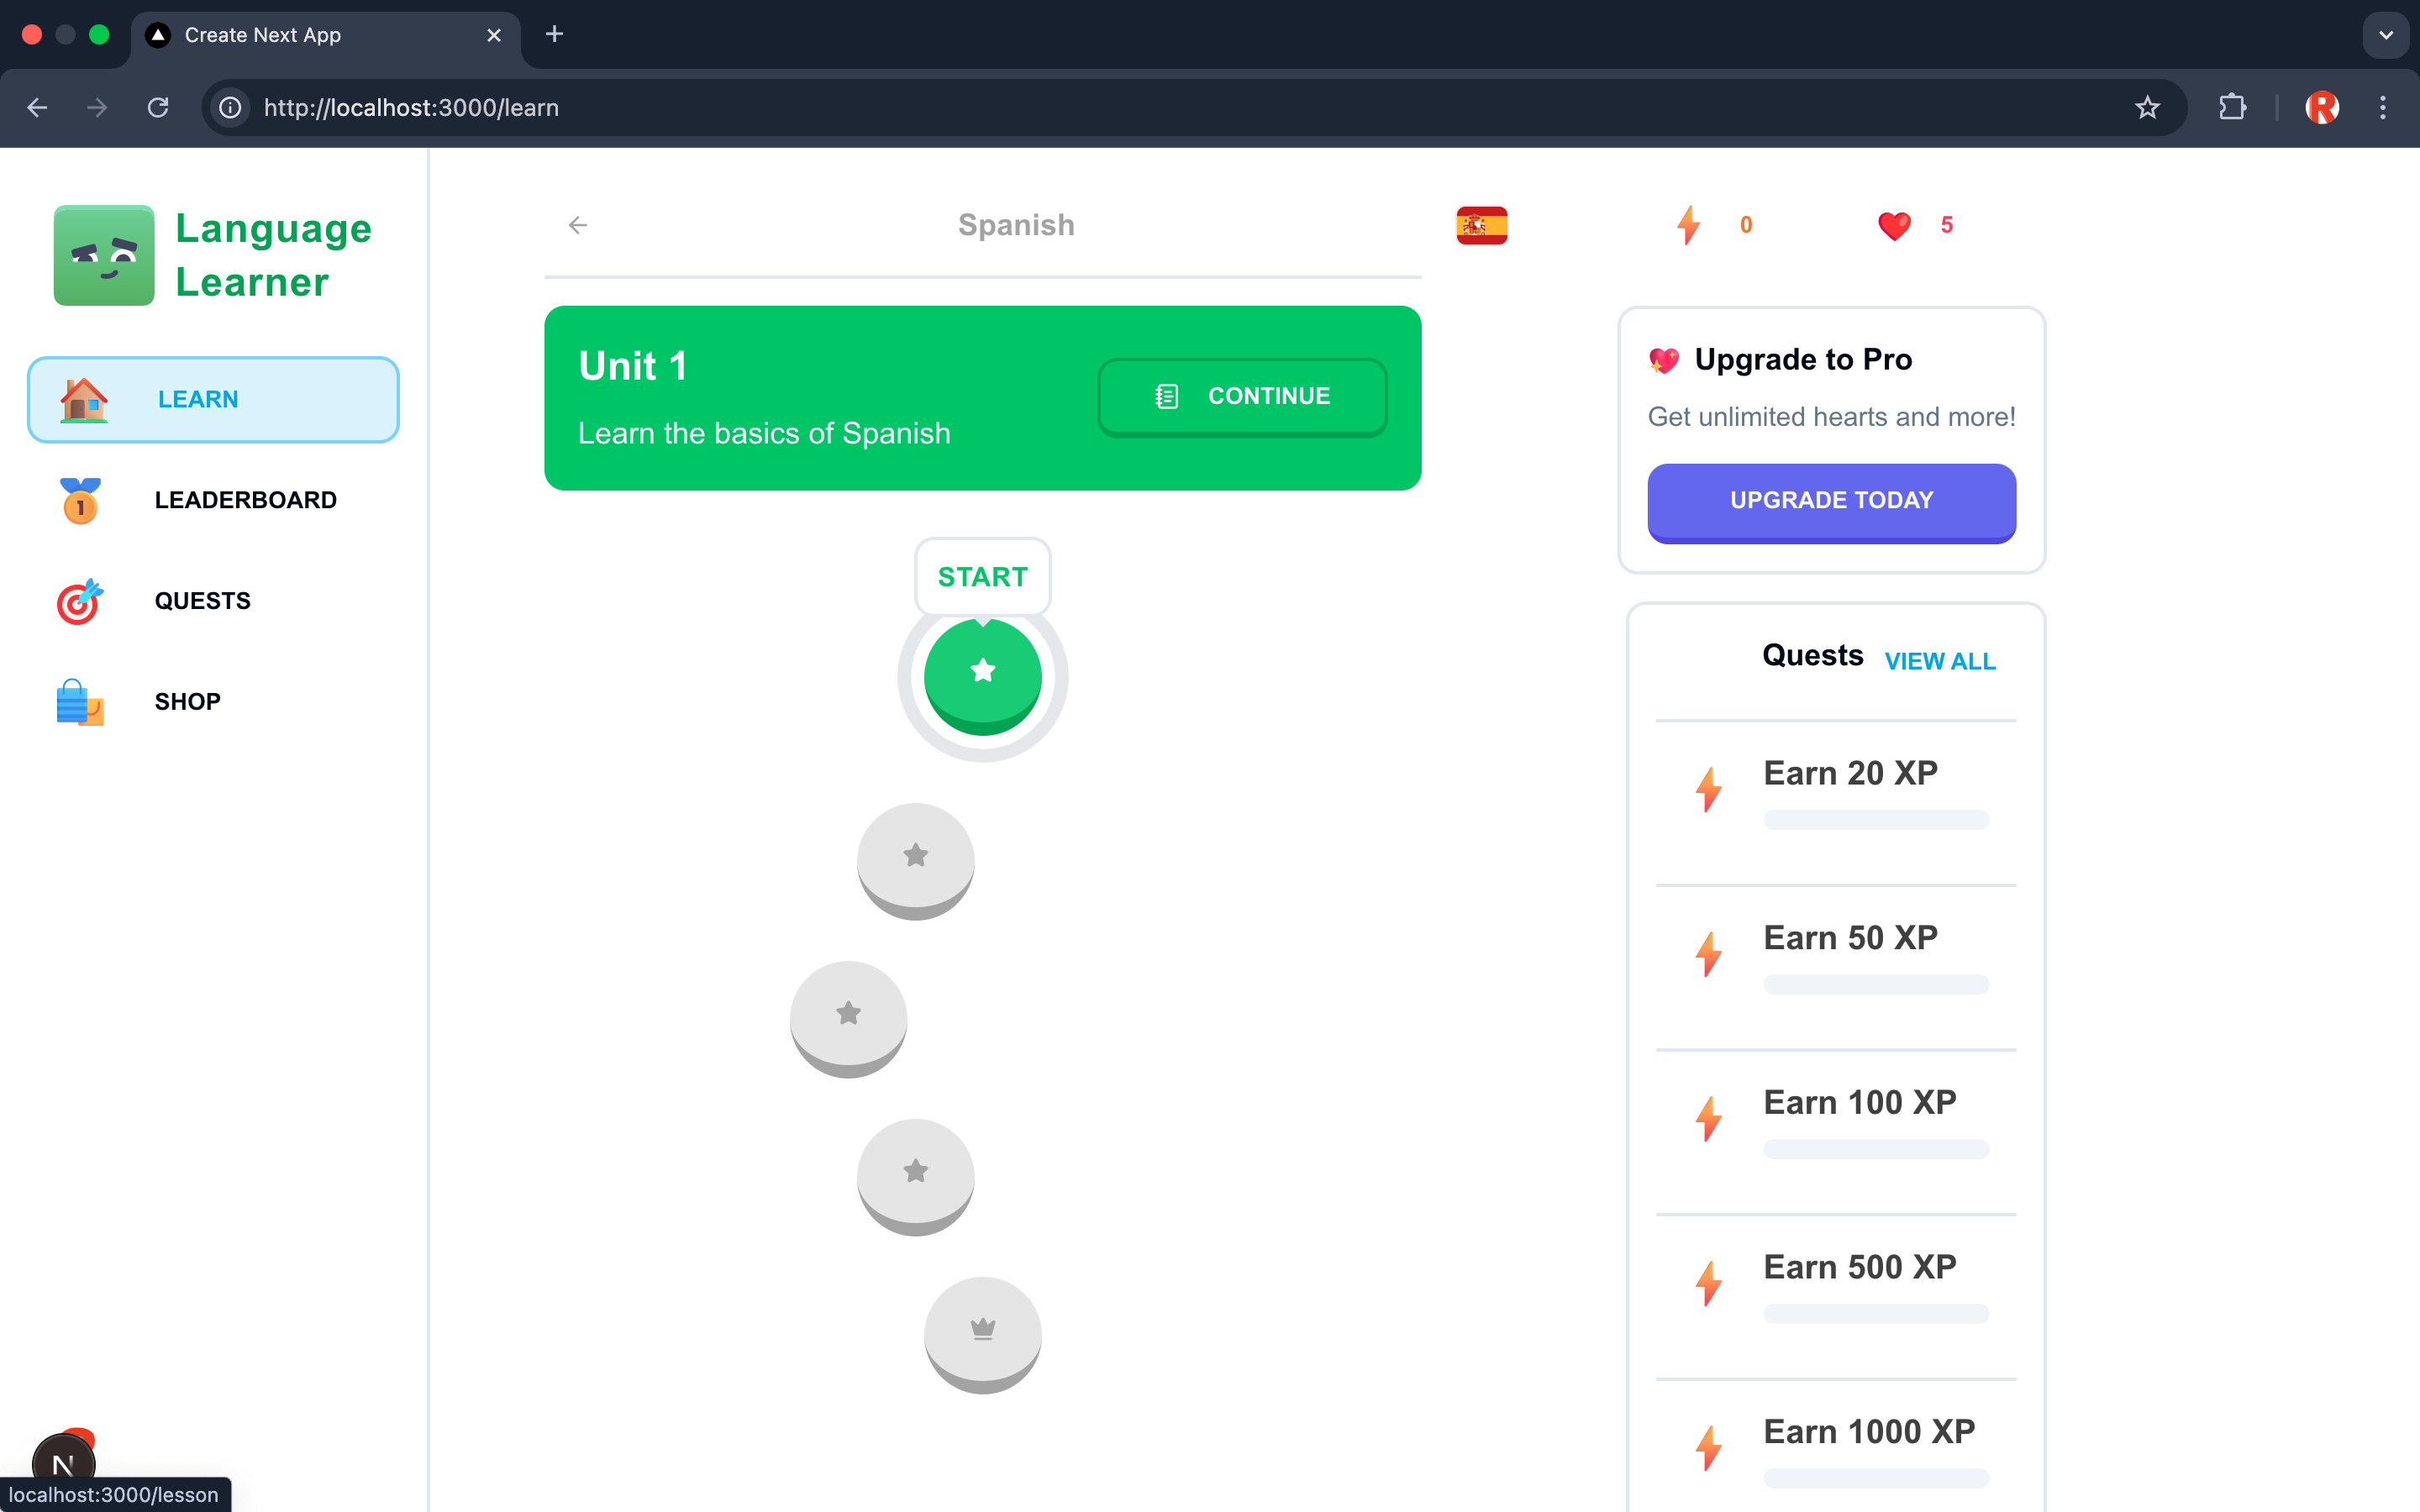 Create Next App
http://localhost:3000/learn
Language
Learner
LEARN
LEADERBOARD
1
QUESTS
SHOP
Spanish
0
5
Unit 1
Learn the basics of Spanish
CONTINUE
START
Upgrade to Pro
Get unlimited hearts and more!
UPGRADE TODAY
Quests
VIEW ALL
Earn 20 XP
Earn 50 XP
Earn 100 XP
Earn 500 XP
Earn 1000 XP
N
localhost:3000/lesson
R